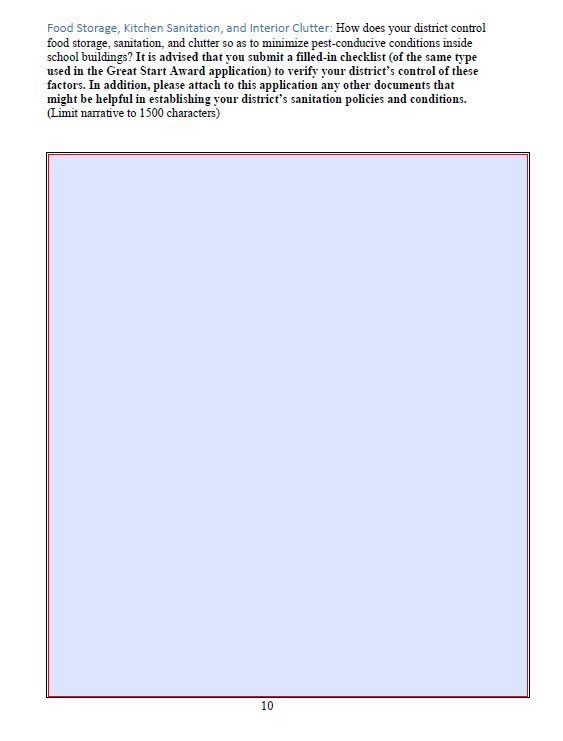 Food Storage, Kitchen Sanitation, and Interior Clutter: How does your district control
food storage, sanitation, and clutter so as to minimize pest-conducive conditions inside
school buildings? It is advised that you submit a filled-in checklist (of the same type
used in the Great Start Award application) to verify your district's control of these
factors. In addition, please attach to this application any other documents that
might be helpful in establishing your district's sanitation policies and conditions.
(Limit narrative to 1500 characters)
10